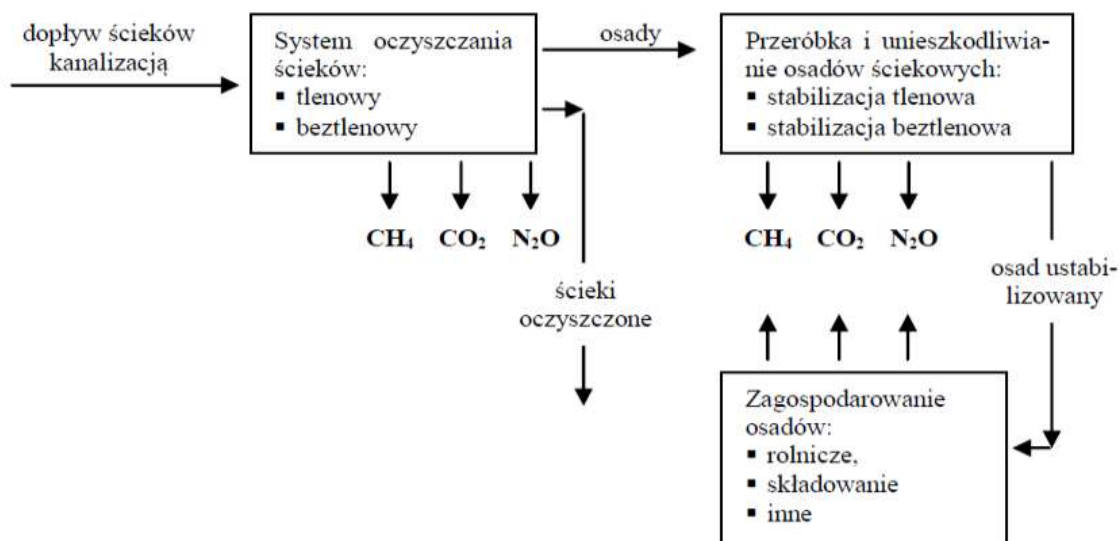 dopływ ścieków
kanalizacją
System oczyszczania
ścieków:
▪ tlenowy
▪ beztlenowy
osady
Przeróbka i unieszkodliwia-
nie osadów ściekowych:
▪ stabilizacja tlenowa
▪ stabilizacja beztlenowa
CH₄ CO₂ N₂O
CH₄ CO₂ N₂O
ścieki
oczyszczone
osad ustabi-
lizowany
Zagospodarowanie
osadów:
▪ rolnicze,
▪ składowanie
▪ inne